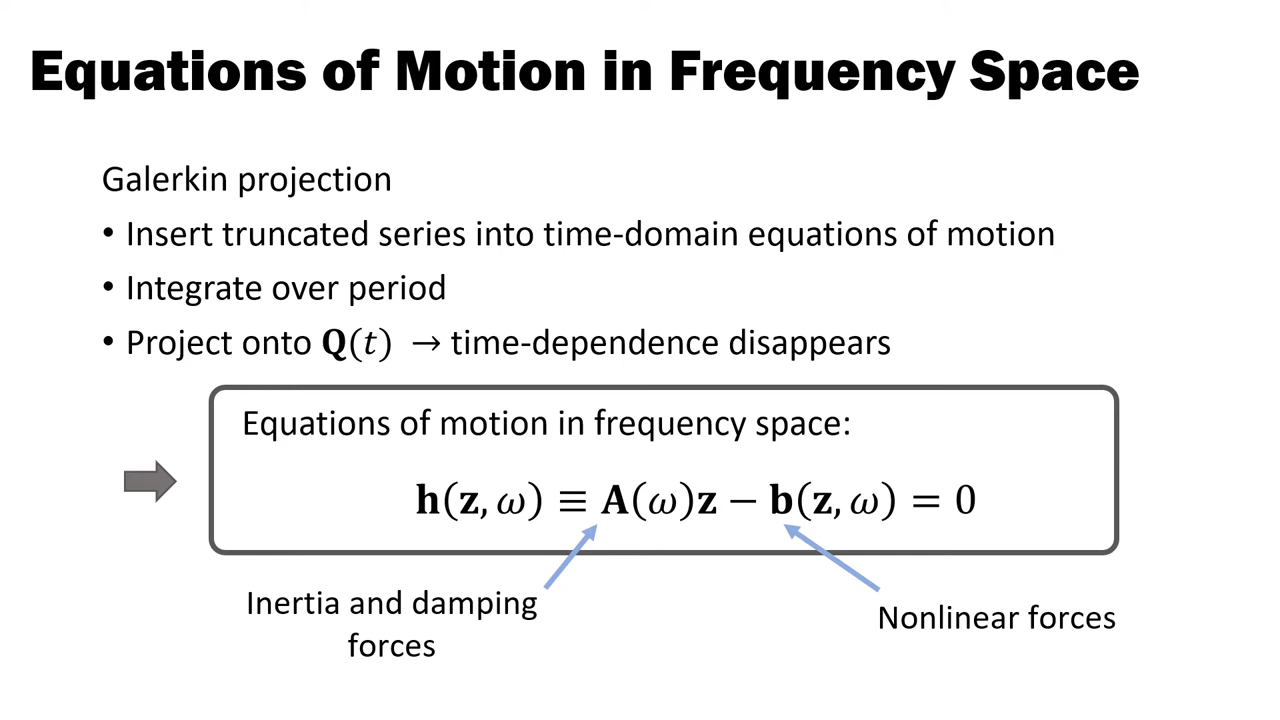 Equations of Motion in Frequency Space
Galerkin projection
• Insert truncated series into time-domain equations of motion
• Integrate over period
• Project onto 𝐐(𝑡) → time-dependence disappears
Equations of motion in frequency space:
𝐡(𝐳, 𝜔) ≡ 𝐀(𝜔)𝐳 − 𝐛(𝐳, 𝜔) = 0
Inertia and damping
forces
Nonlinear forces